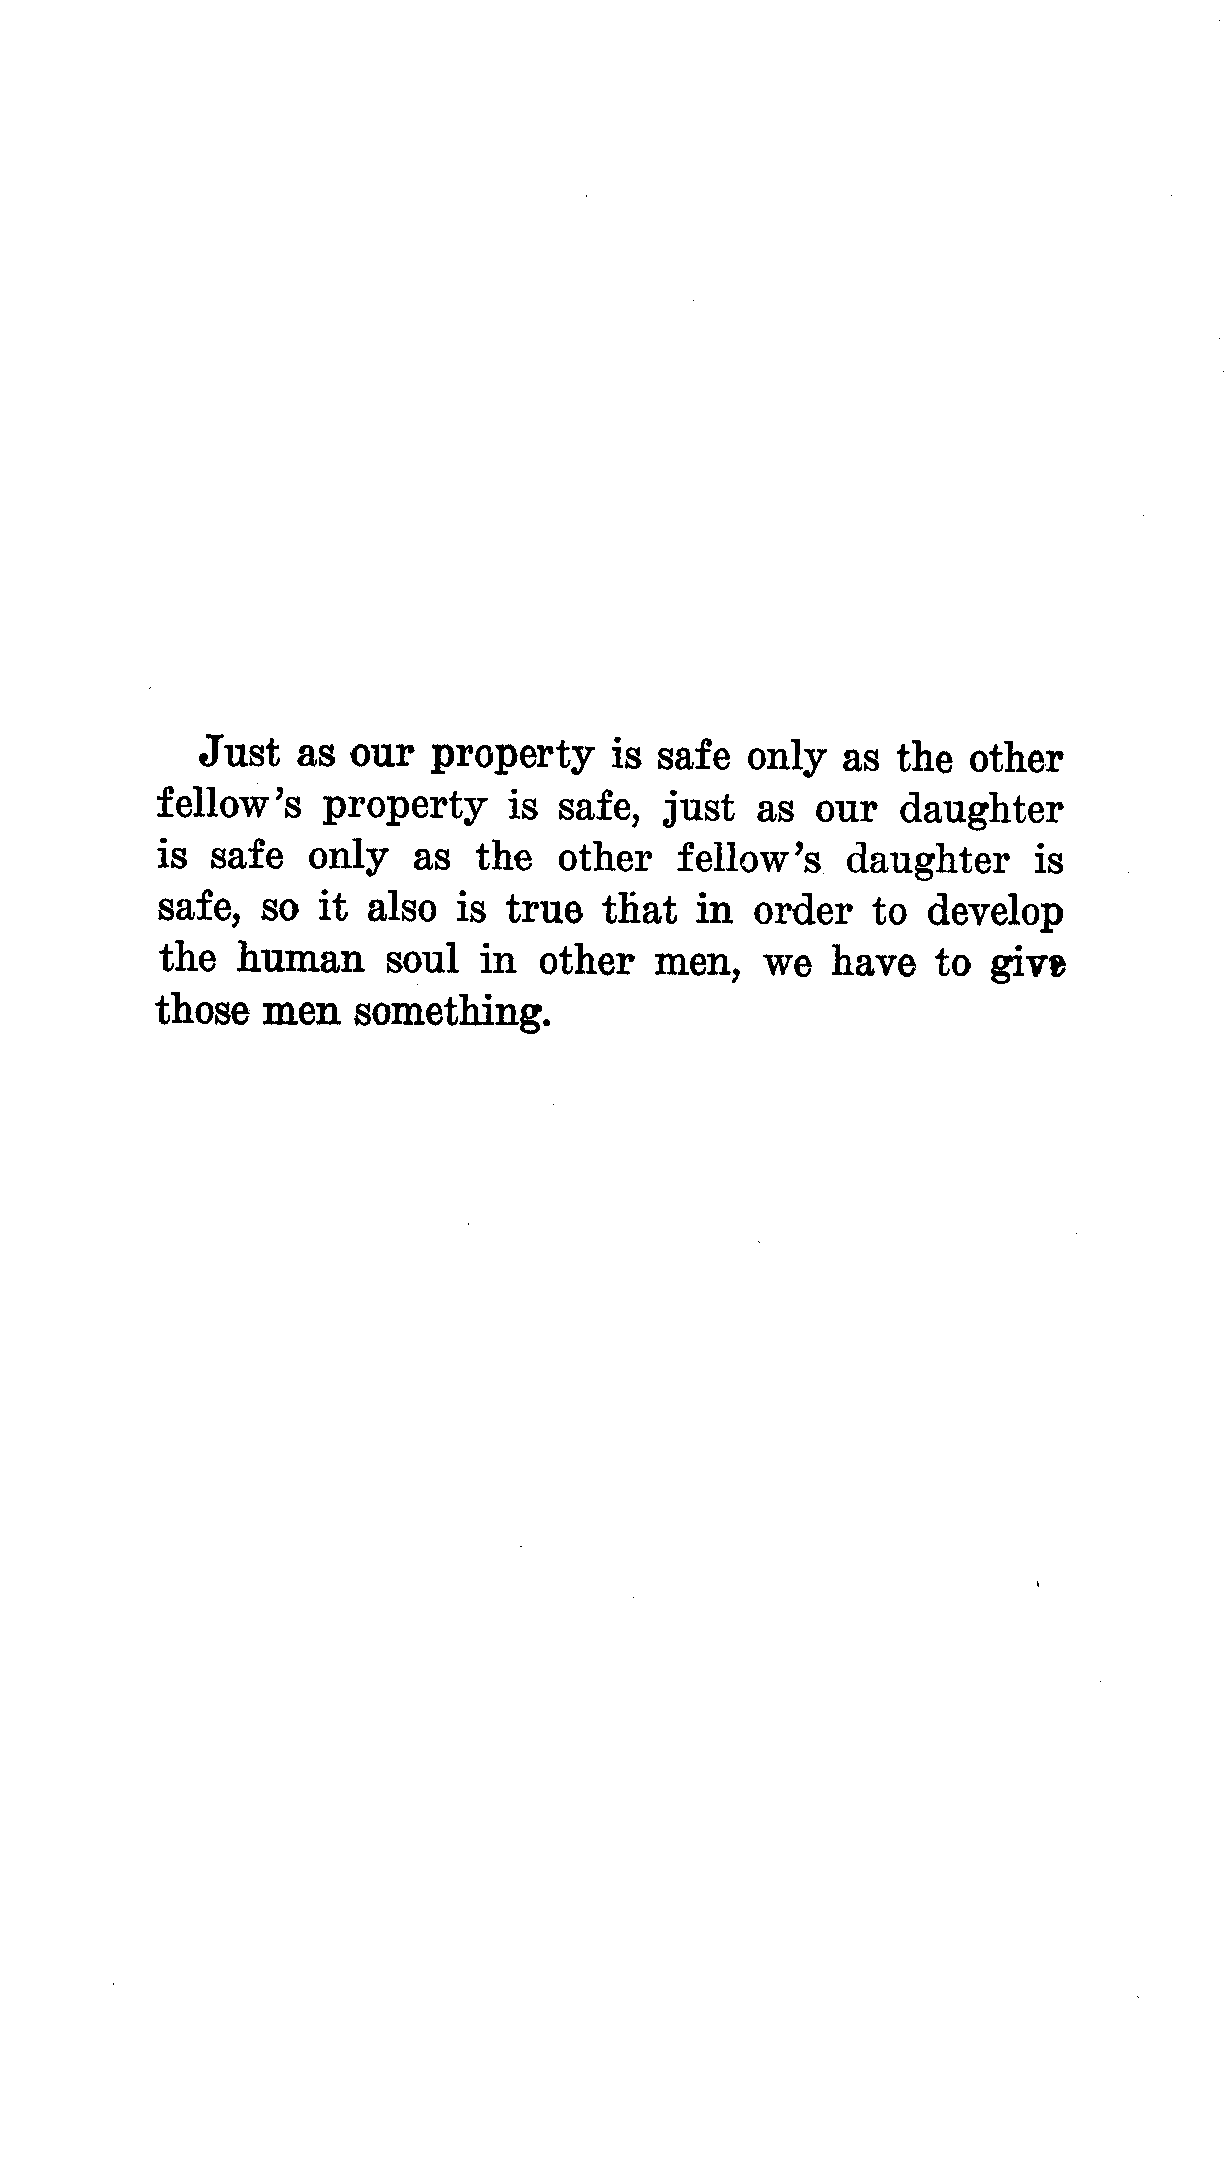 Just as our property is safe only as the other
fellow's property is safe, just as our daughter
is safe only as the other fellow's daughter is
safe, so it also is true that in order to develop
the human soul in other men, we have to give
those men something.